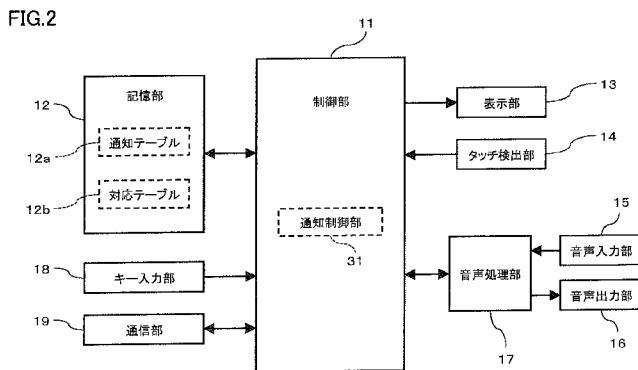 FIG.2
11
12
記憶部
制御部
13
表示部
通知テーブル
12a
14
タッチ検出部
対応テーブル
12b
通知制御部
31
15
音声入力部
18
キー入力部
音声処理部
音声出力部
19
通信部
17
16